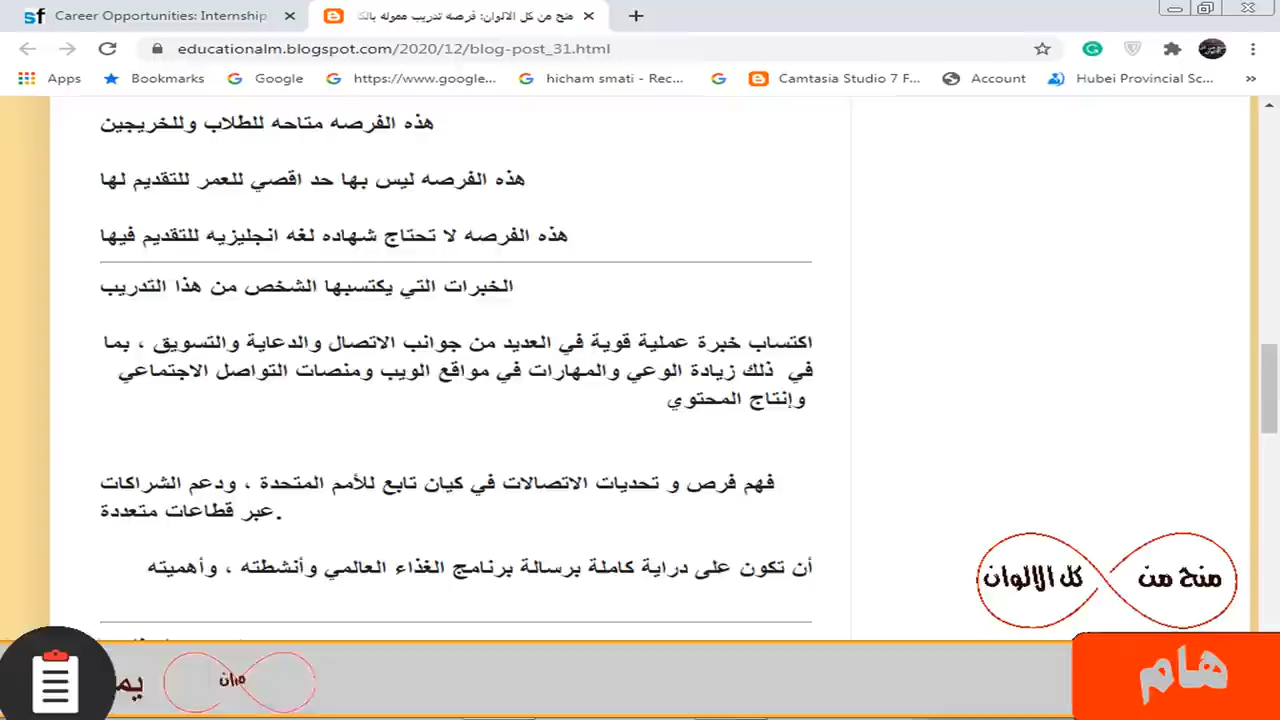 Career Opportunities: Internship
منح من كل الالوان: فرصه تدريب مموله بالك
educationalm.blogspot.com/2020/12/blog-post_31.html
Apps
Bookmarks
Google
https://www.google...
hicham smati - Rec...
Camtasia Studio 7 F...
Account
Hubei Provincial Sc...
»
هذه الفرصه متاحه للطلاب وللخريجين
هذه الفرصه ليس بها حد اقصي للعمر للتقديم لها
هذه الفرصه لا تحتاج شهاده لغه انجليزيه للتقديم فيها
الخبرات التي يكتسبها الشخص من هذا التدريب
اكتساب خبرة عملية قوية في العديد من جوانب الاتصال والدعاية والتسويق ، بما
في ذلك زيادة الوعي والمهارات في مواقع الويب ومنصات التواصل الاجتماعي
وإنتاج المحتوي
فهم فرص و تحديات الاتصالات في كيان تابع للأمم المتحدة ، ودعم الشراكات
عبر قطاعات متعددة.
أن تكون على دراية كاملة برسالة برنامج الغذاء العالمي وأنشطته ، وأهميته
منح من كل الالوان
هام